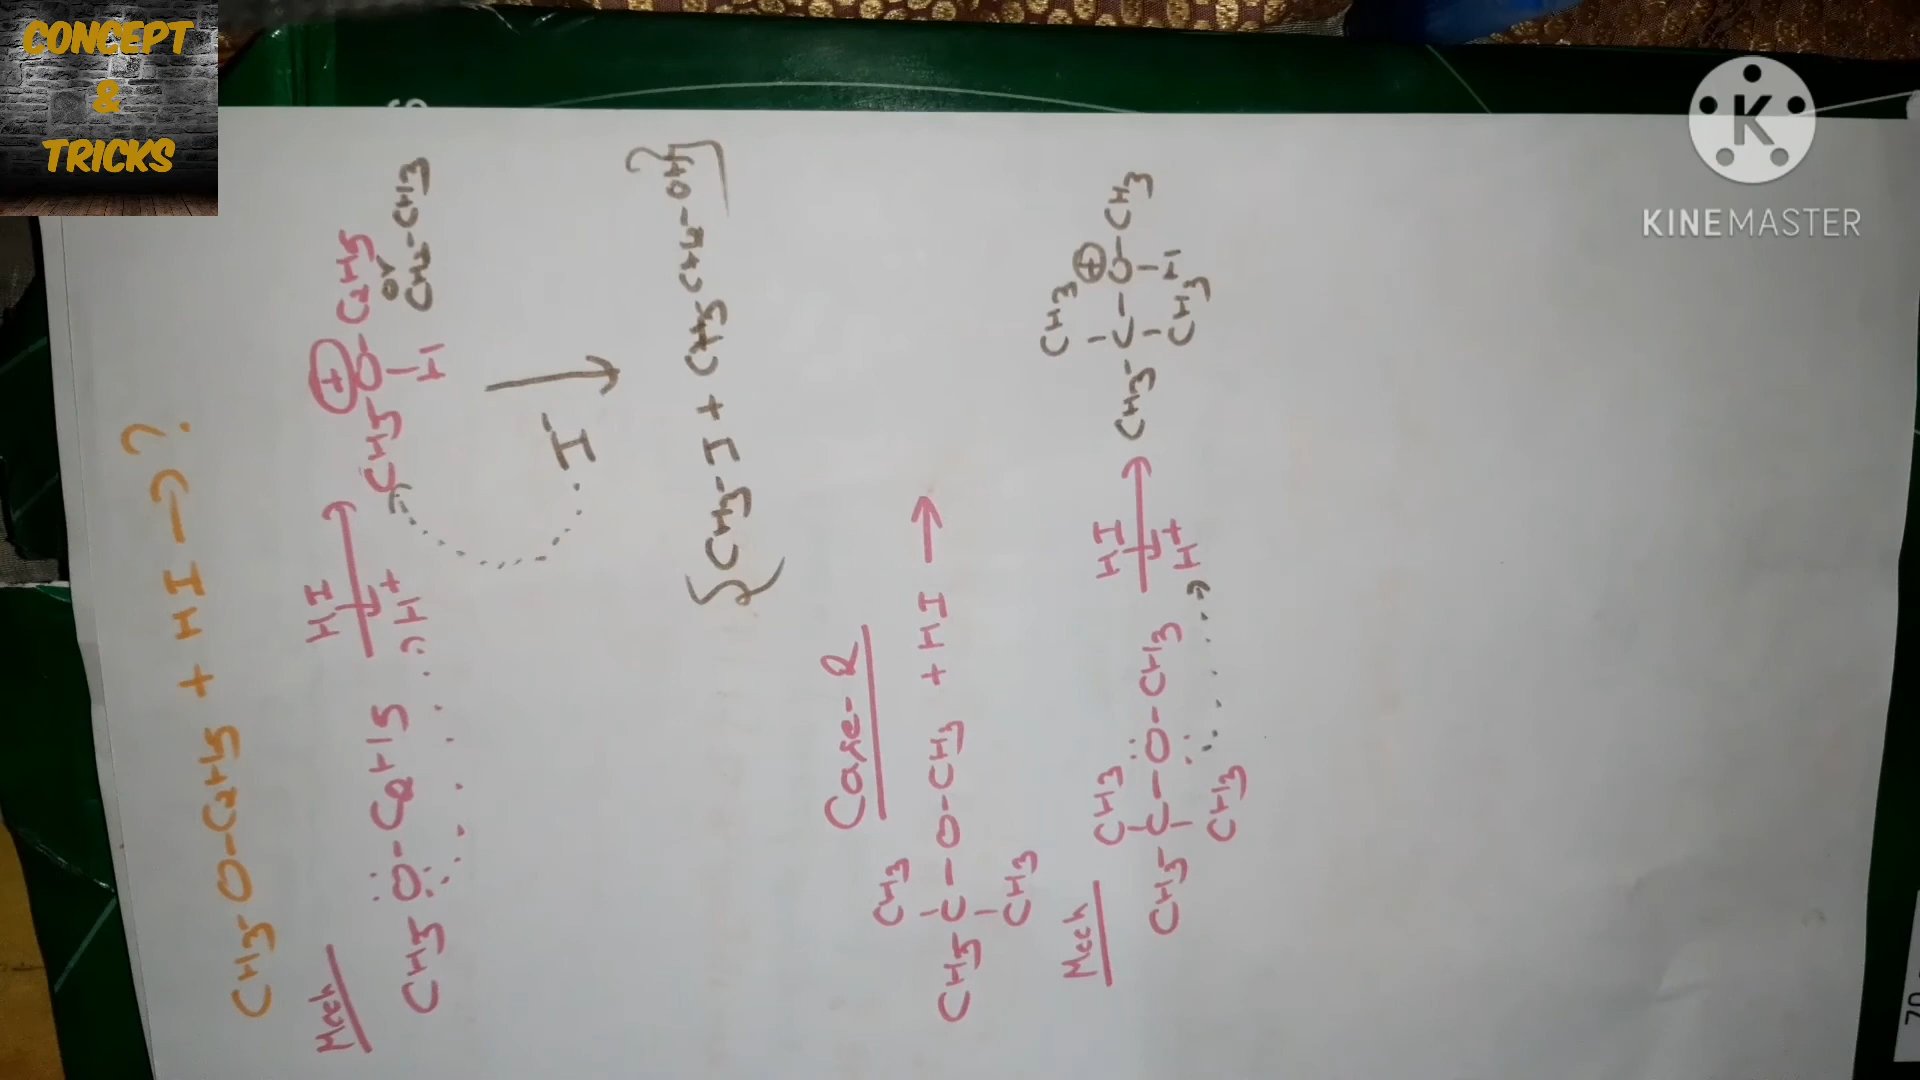 CONCEPT
&
TRICKS
KINEMASTER
CH3-O-C2H5 + HI → ?
Mech
CH3-O-C2H5 HI H+ → CH3-O-C2H5
H
or
CH2-CH3
I-
{CH3-I + CH3-CH2-OH}
Case-2
CH3
CH3-C-O-CH3 + HI →
CH3
Mech
CH3
CH3-C-O-CH3 HI H+ → CH3-C-O-CH3
CH3
CH3
H
CH3